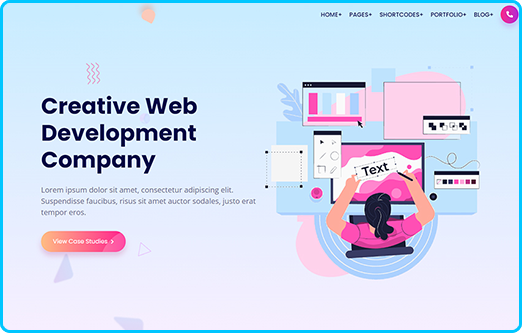 HOME+ PAGES+ SHORTCODES+ PORTFOLIO+ BLOG+
Creative Web
Development
Company
Lorem ipsum dolor sit amet, consectetur adipiscing elit.
Suspendisse faucibus, risus sit amet auctor sodales, justo erat
tempor eros.
View Case Studies
Text